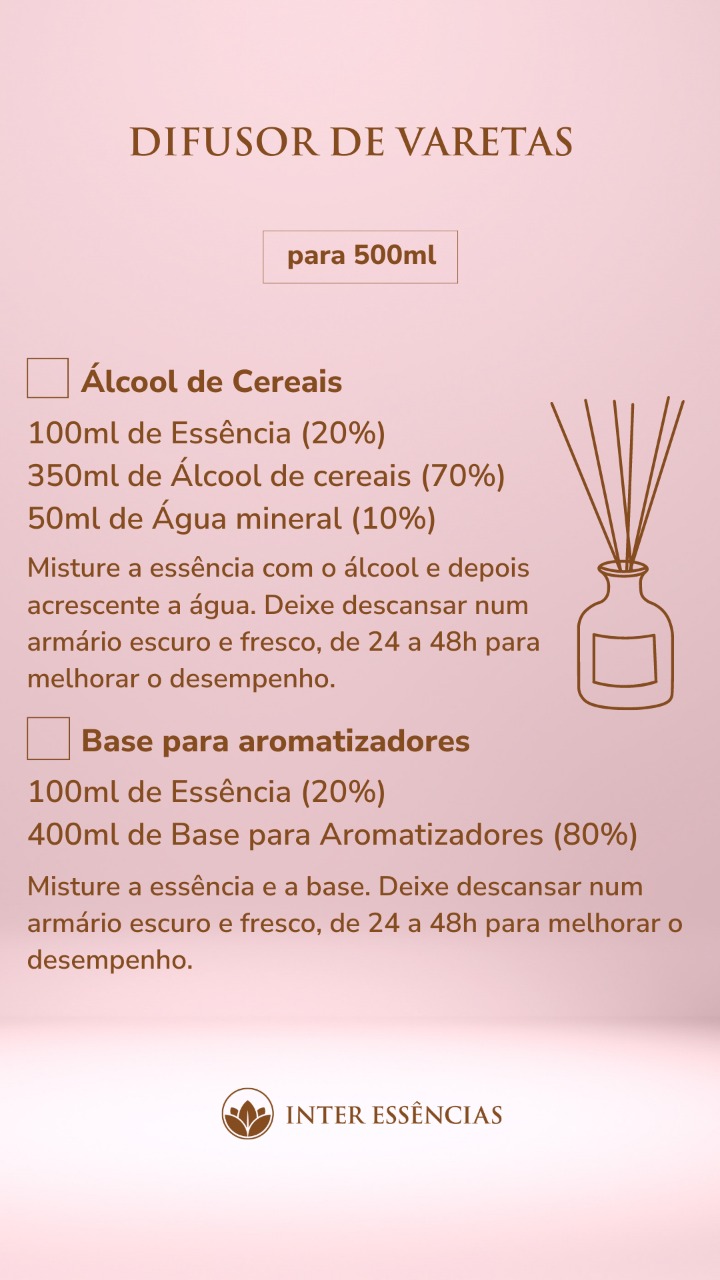 DIFUSOR DE VARETAS
para 500ml
Álcool de Cereais
100ml de Essência (20%)
350ml de Álcool de cereais (70%)
50ml de Água mineral (10%)
Misture a essência com o álcool e depois
acrescente a água. Deixe descansar num
armário escuro e fresco, de 24 a 48h para
melhorar o desempenho.
Base para aromatizadores
100ml de Essência (20%)
400ml de Base para Aromatizadores (80%)
Misture a essência e a base. Deixe descansar num
armário escuro e fresco, de 24 a 48h para melhorar o
desempenho.
INTER ESSÊNCIAS